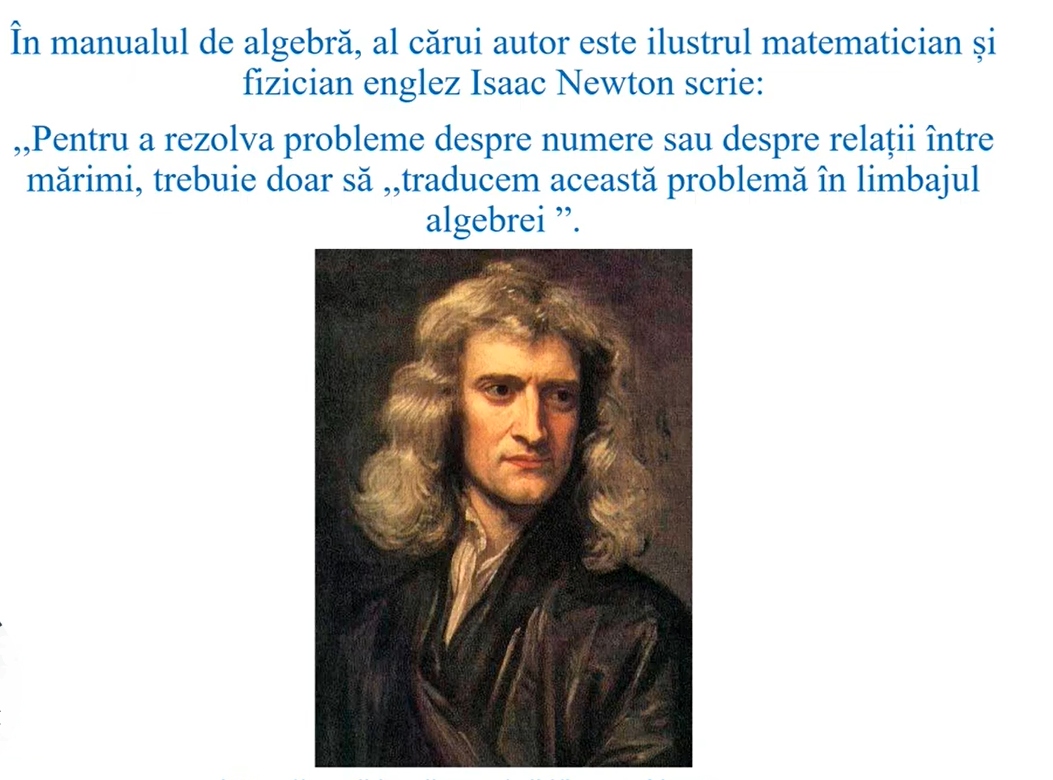 În manualul de algebră, al cărui autor este ilustrul matematician și
fizician englez Isaac Newton scrie:
,,Pentru a rezolva probleme despre numere sau despre relații între
mărimi, trebuie doar să ,,traducem această problemă în limbajul
algebrei ”.